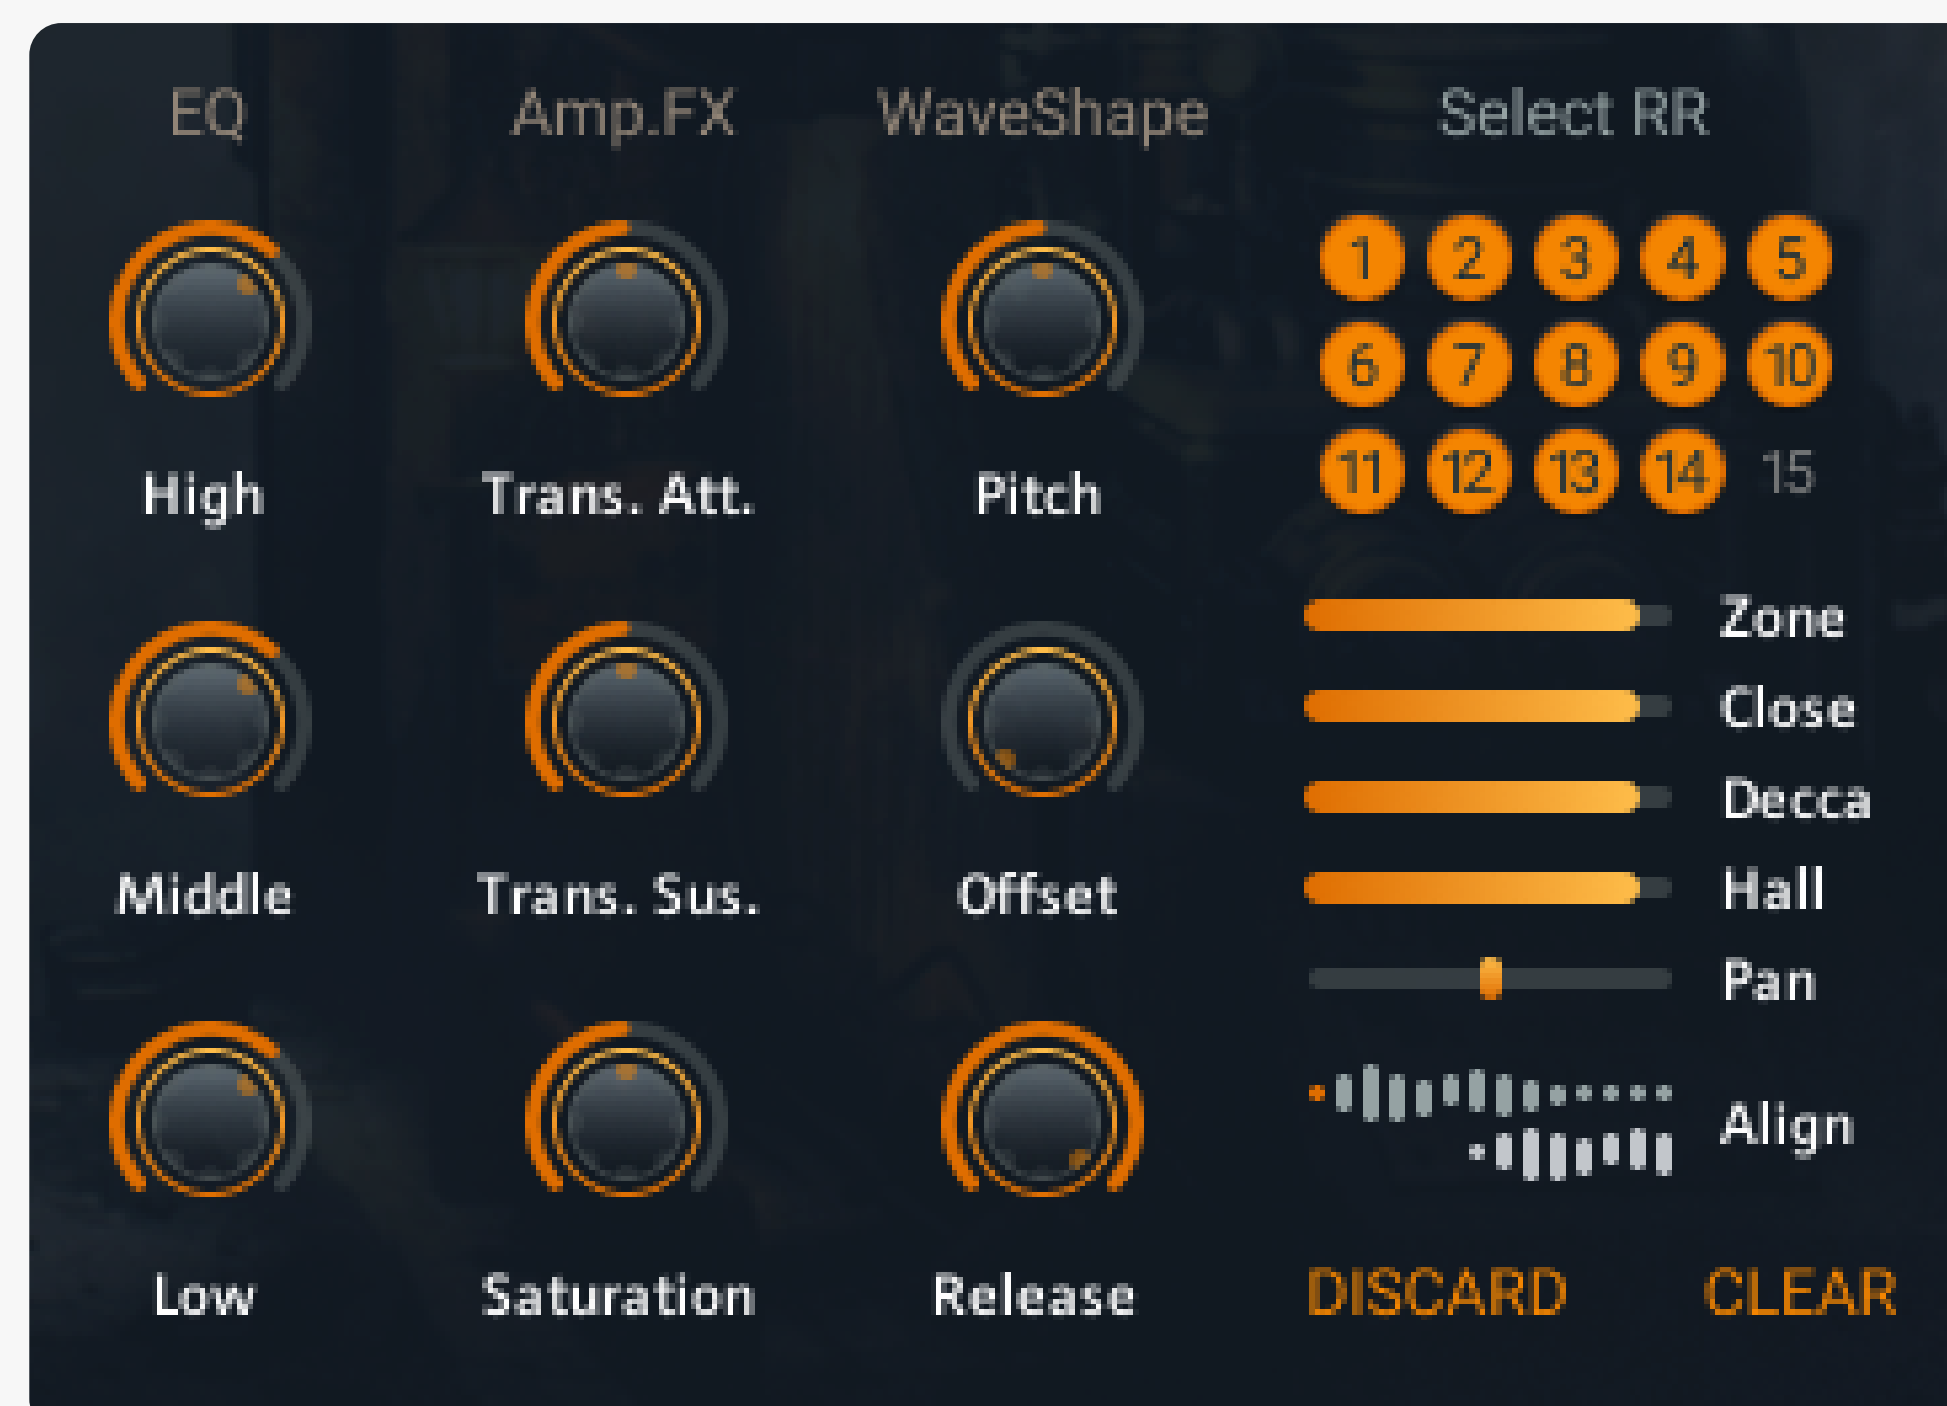 EQ Amp.FX WaveShape Select RR
1 2 3 4 5
6 7 8 9 10
11 12 13 14 15
High Trans. Att. Pitch
Zone
Close
Decca
Middle Trans. Sus. Offset Hall
Pan
Align
Low Saturation Release DISCARD CLEAR